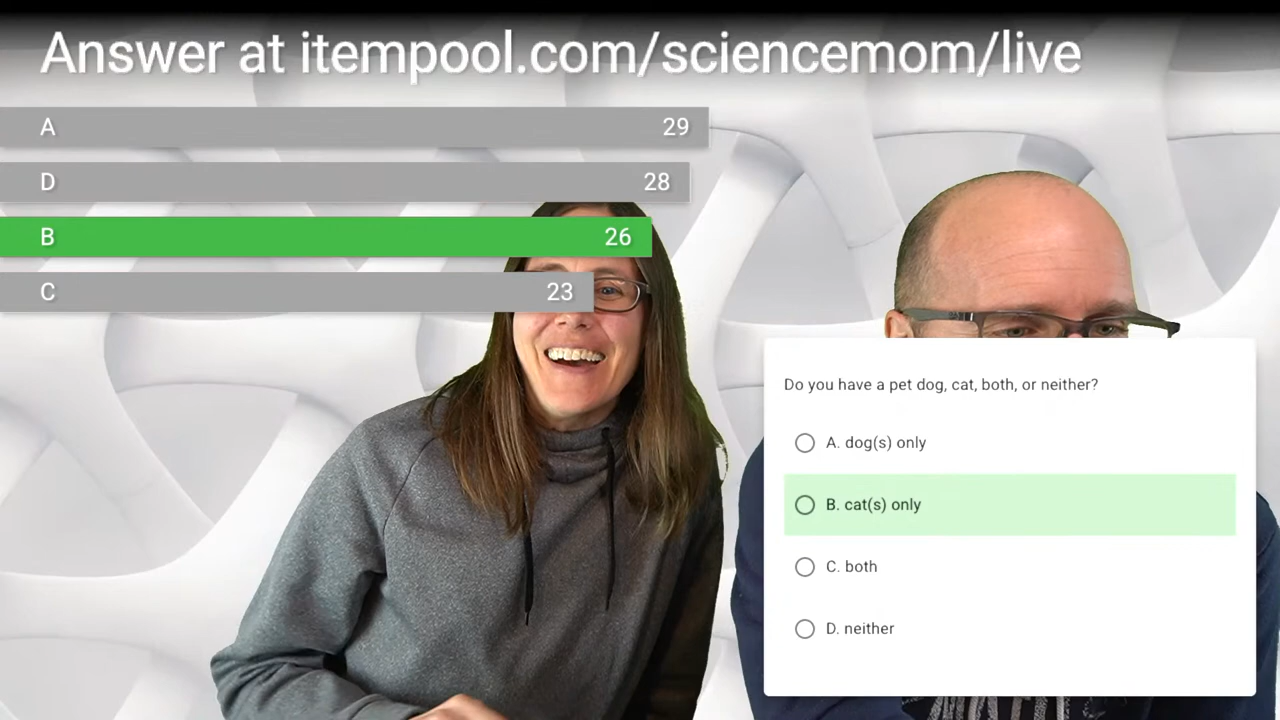 Answer at itempool.com/sciencemom/live
A 29
D 28
B 26
C 23
Do you have a pet dog, cat, both, or neither?
A. dog(s) only
B. cat(s) only
C. both
D. neither